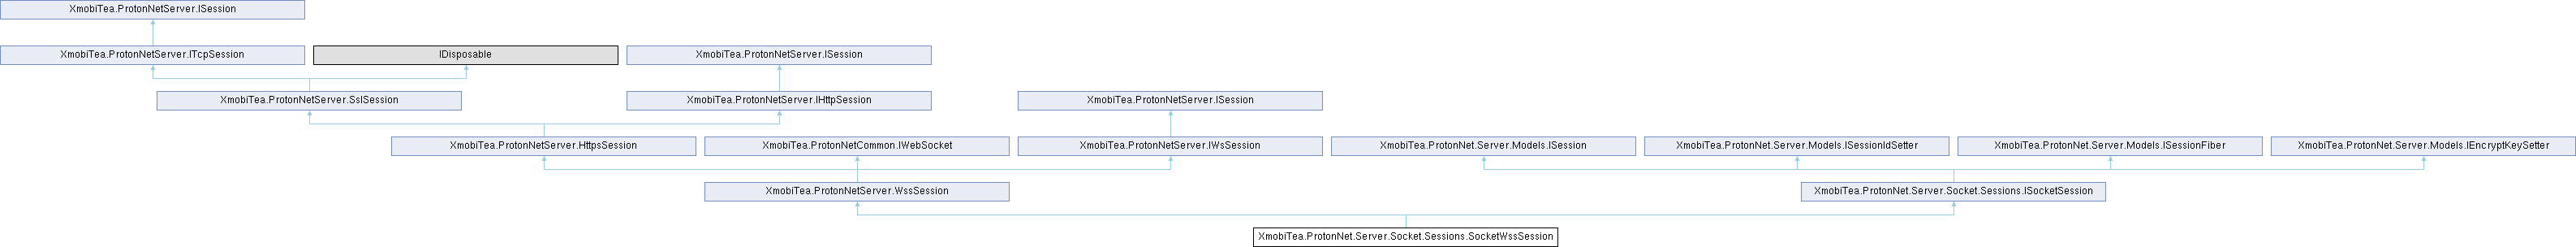 XmobiTea.ProtonNetServer.ISession
XmobiTea.ProtonNetServer.ITcpSession
IDisposable
XmobiTea.ProtonNetServer.ISession
XmobiTea.ProtonNetServer.SslSession
XmobiTea.ProtonNetServer.IHttpSession
XmobiTea.ProtonNetServer.ISession
XmobiTea.ProtonNetServer.HttpsSession
XmobiTea.ProtonNetCommon.IWebSocket
XmobiTea.ProtonNetServer.IWsSession
XmobiTea.ProtonNet.Server.Models.ISession
XmobiTea.ProtonNet.Server.Models.ISessionIdSetter
XmobiTea.ProtonNet.Server.Models.ISessionFiber
XmobiTea.ProtonNet.Server.Models.IEncryptKeySetter
XmobiTea.ProtonNetServer.WssSession
XmobiTea.ProtonNet.Server.Socket.Sessions.ISocketSession
XmobiTea.ProtonNet.Server.Socket.Sessions.SocketWssSession